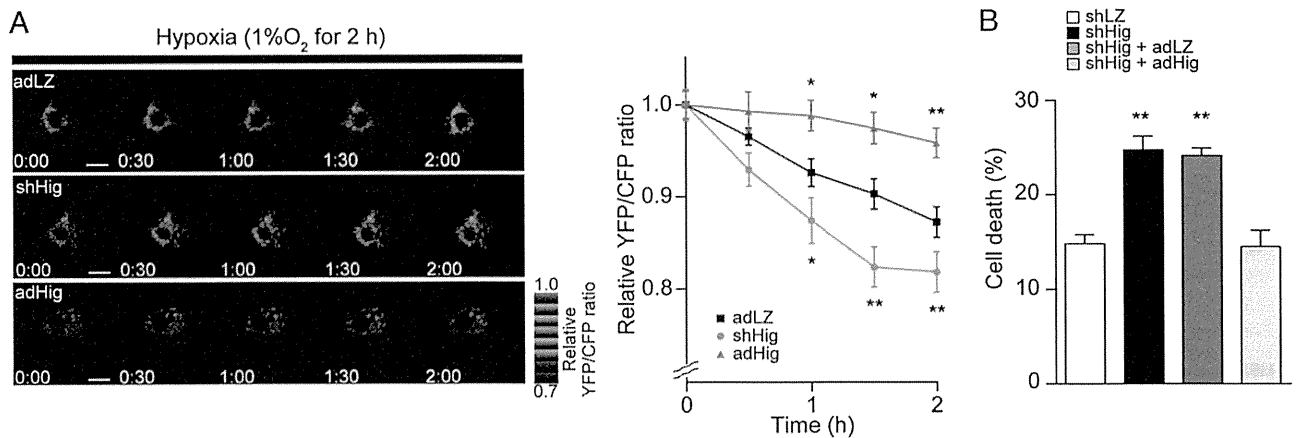 A
Hypoxia (1%O2 for 2 h)
adLZ
0:00 0:30 1:00 1:30 2:00
shHig
0:00 0:30 1:00 1:30 2:00
adHig
0:00 0:30 1:00 1:30 2:00
1.0
Relative
YFP/CFP ratio
0.7
Relative YFP/CFP ratio
1.0
0.9
0.8
* * **
* ** **
adLZ
shHig
adHig
0 1 2
Time (h)
B
shLZ
shHig
shHig + adLZ
shHig + adHig
Cell death (%)
30
20
10
0
** **